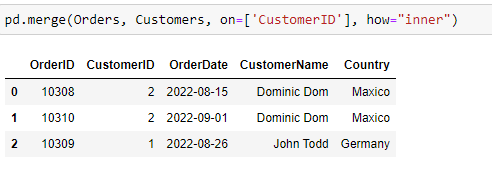 pd.merge(Orders, Customers, on=['CustomerID'], how="inner")
OrderID CustomerID OrderDate CustomerName Country
0 10308 2 2022-08-15 Dominic Dom Maxico
1 10310 2 2022-09-01 Dominic Dom Maxico
2 10309 1 2022-08-26 John Todd Germany